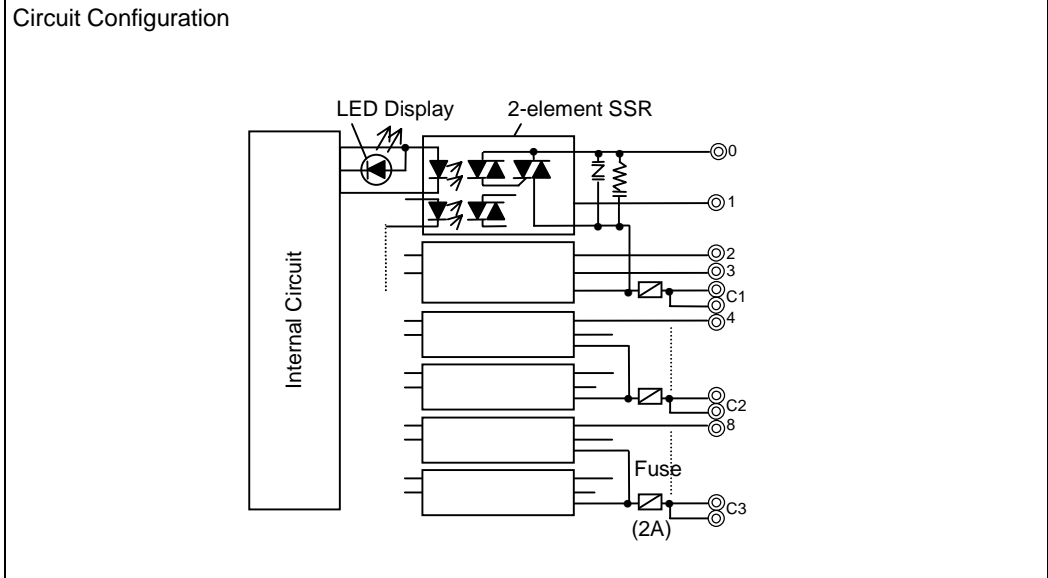 Circuit Configuration
LED Display
2-element SSR
Internal Circuit
0
1
2
3
C1
4
C2
8
Fuse
C3
(2A)